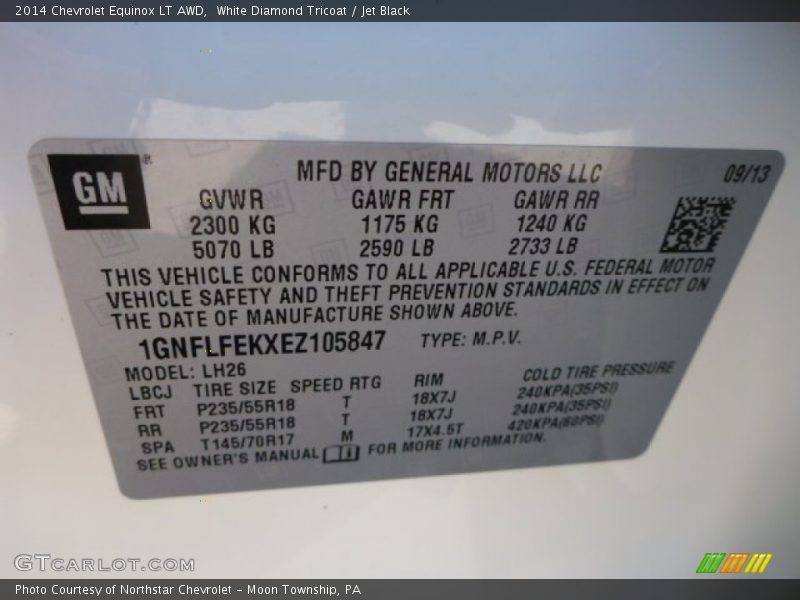 2014 Chevrolet Equinox LT AWD,  White Diamond Tricoat / Jet Black
GM
®
MFD BY GENERAL MOTORS LLC
09/13
GVWR GAWR FRT GAWR RR
2300 KG 1175 KG 1240 KG
5070 LB 2590 LB 2733 LB
THIS VEHICLE CONFORMS TO ALL APPLICABLE U.S. FEDERAL MOTOR
VEHICLE SAFETY AND THEFT PREVENTION STANDARDS IN EFFECT ON
THE DATE OF MANUFACTURE SHOWN ABOVE.
1GNFLFEKXEZ105847 TYPE: M.P.V.
MODEL: LH26
LBCJ TIRE SIZE SPEED RTG RIM COLD TIRE PRESSURE
FRT P235/55R18 T 18X7J 240KPA(35PSI)
RR P235/55R18 T 18X7J 240KPA(35PSI)
SPA T145/70R17 M 17X4.5T 420KPA(60PSI)
SEE OWNER'S MANUAL FOR MORE INFORMATION.
GTCARLOT.COM
Photo Courtesy of Northstar Chevrolet - Moon Township, PA